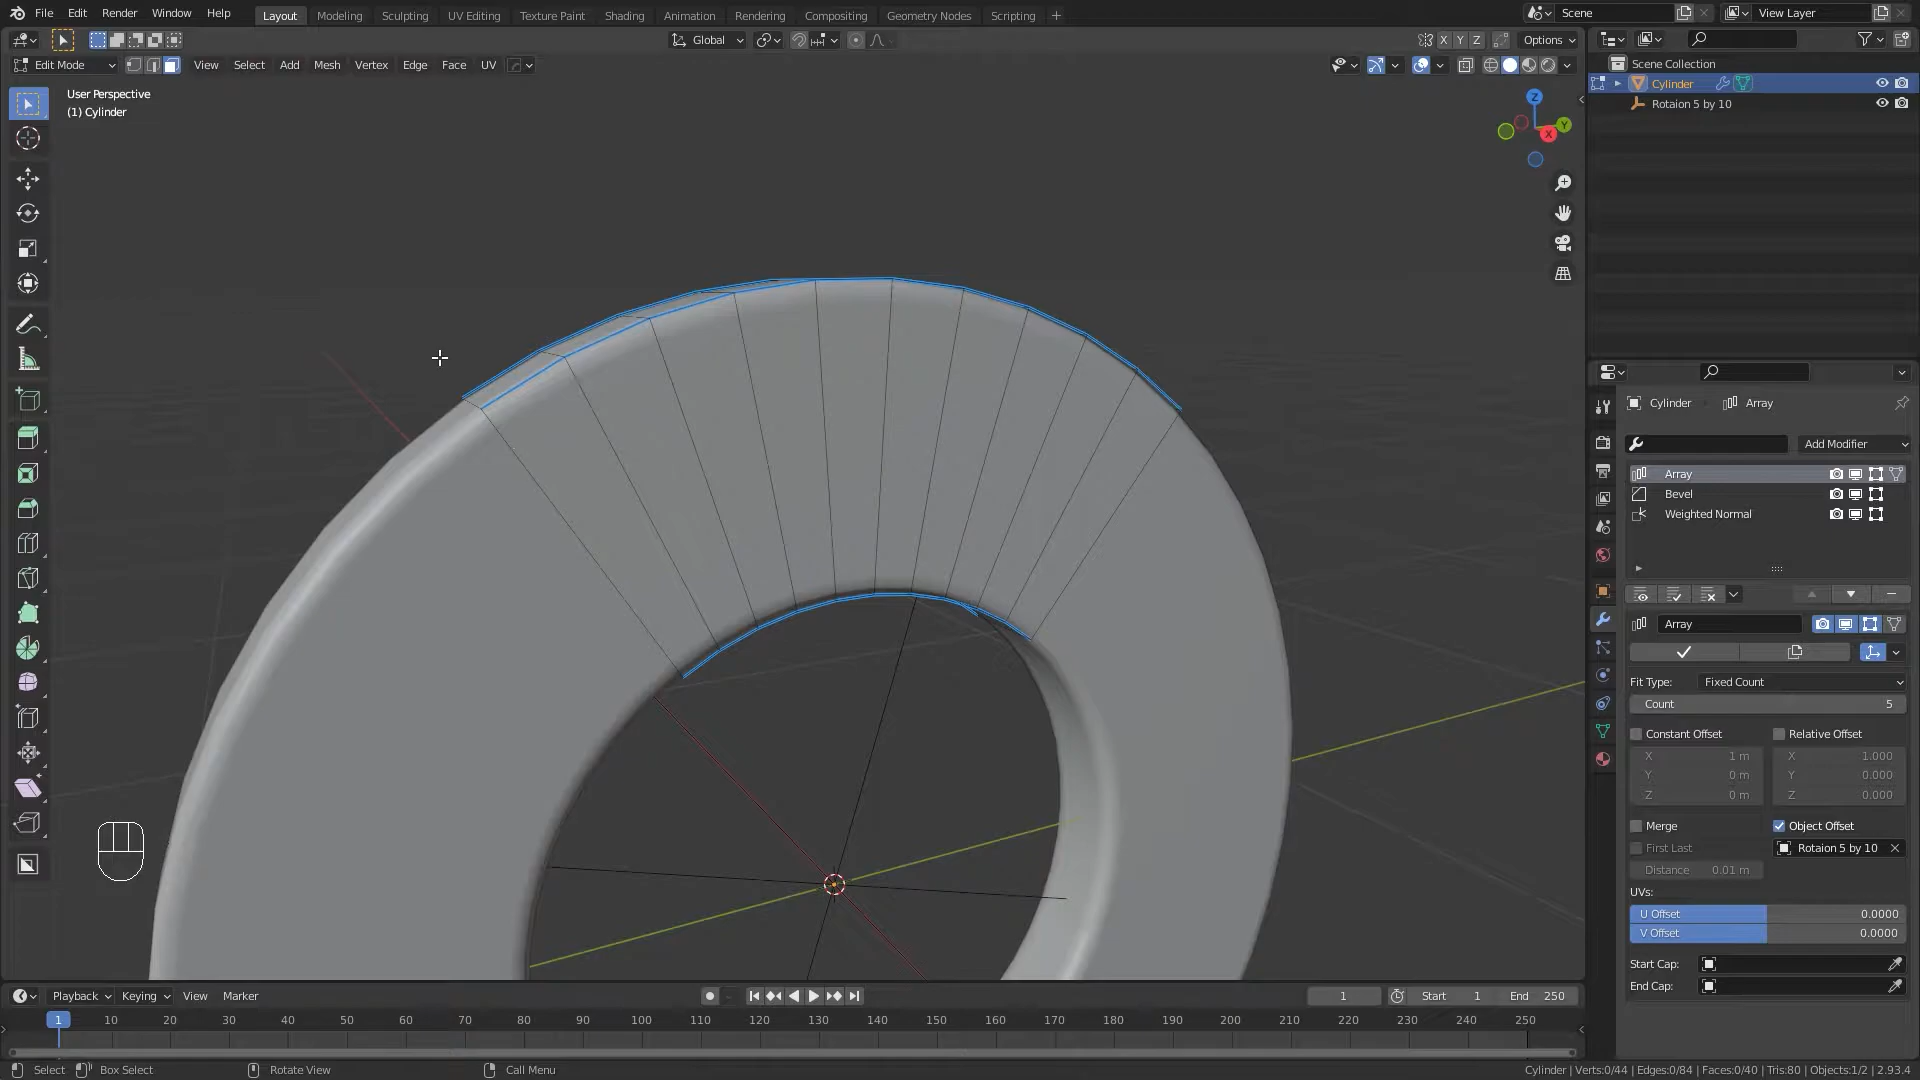 File Edit Render Window Help Layout Modeling Sculpting UV Editing Texture Paint Shading Animation Rendering Compositing Geometry Nodes Scripting + Scene View Layer
Global X Y Z Options
Edit Mode View Select Add Mesh Vertex Edge Face UV
User Perspective
(1) Cylinder
Z
Y
X
Scene Collection
Cylinder
Rotaion 5 by 10
Cylinder Array
Add Modifier
Array
Bevel
Weighted Normal
Array
Fit Type: Fixed Count
Count 5
Constant Offset Relative Offset
X 1 m 1.000
Y 0 m 0.000
Z 0 m 0.000
Merge Object Offset
First Last Rotaion 5 by 10
Distance 0.01 m
UVs:
U Offset 0.0000
V Offset 0.0000
Start Cap:
End Cap:
Playback Keying View Marker 1 Start 1 End 250
1 10 20 30 40 50 60 70 80 90 100 110 120 130 140 150 160 170 180 190 200 210 220 230 240 250
Select Box Select Rotate View Call Menu Cylinder | Verts:0/44 | Edges:0/84 | Faces:0/40 | Tris:80 | Objects:1/2 | 2.93.4